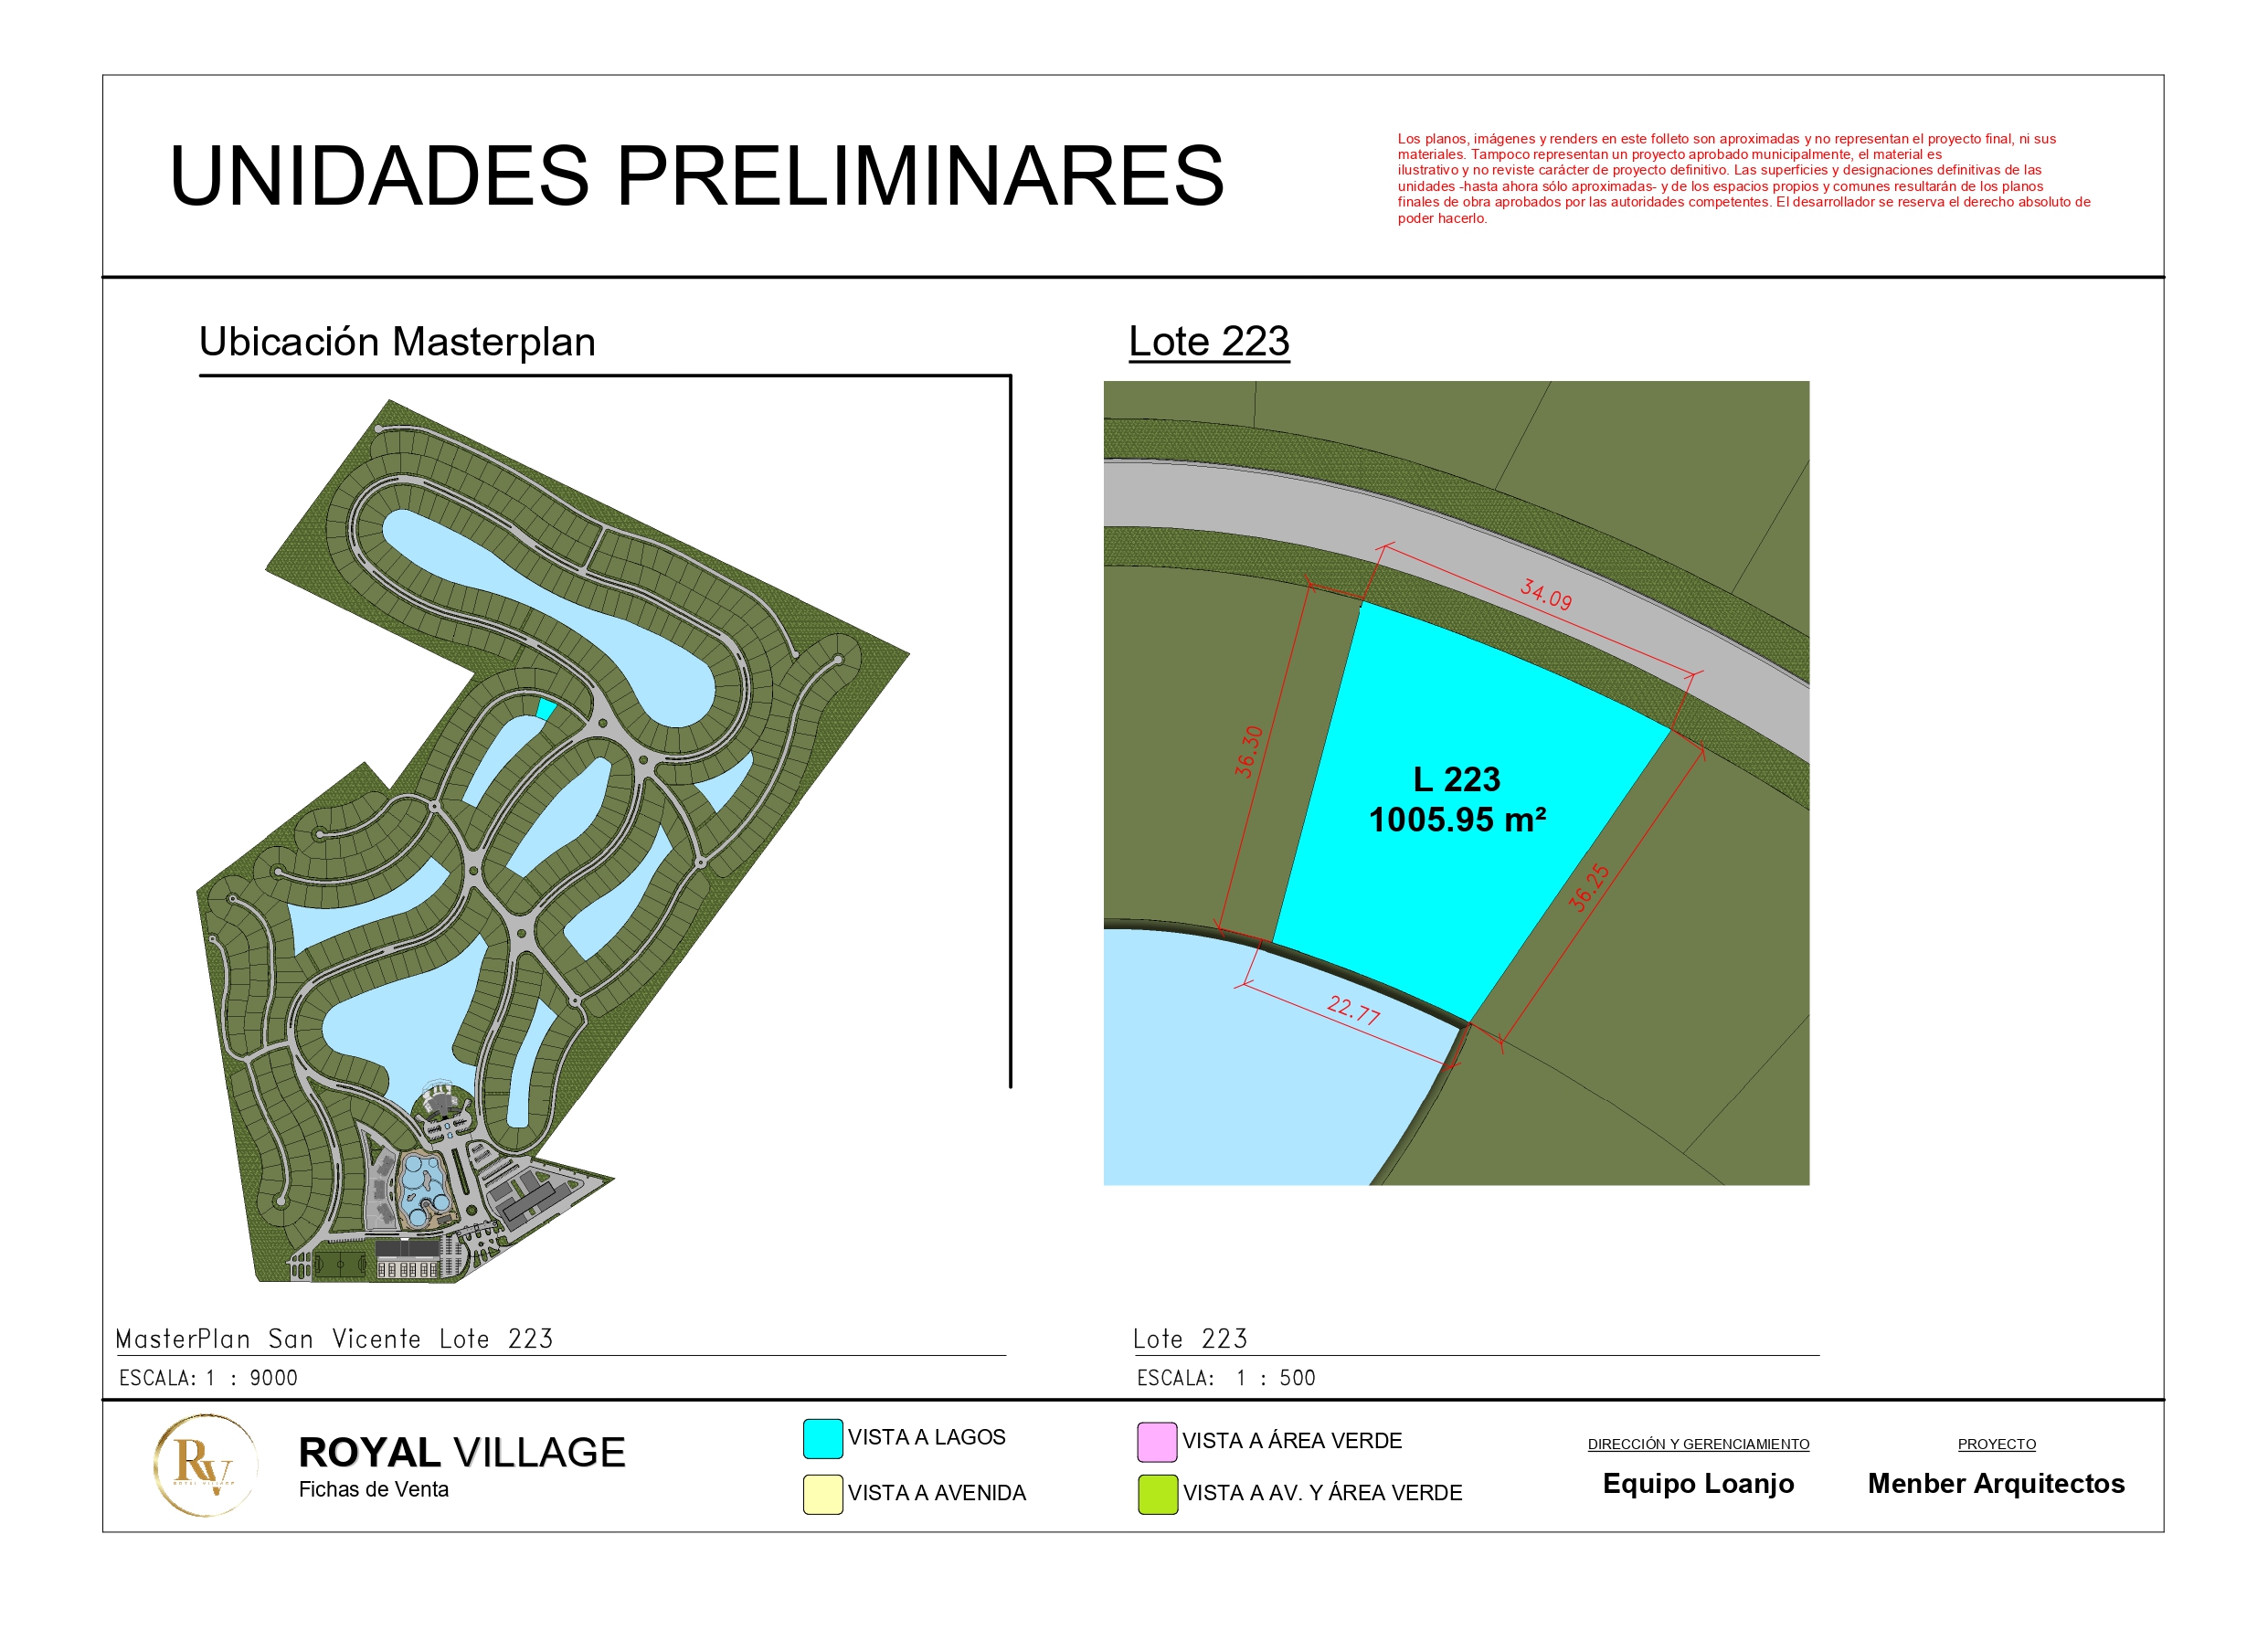 UNIDADES PRELIMINARES
Los planos, imágenes y renders en este folleto son aproximadas y no representan el proyecto final, ni sus
materiales. Tampoco representan un proyecto aprobado municipalmente, el material es
ilustrativo y no reviste carácter de proyecto definitivo. Las superficies y designaciones definitivas de las
unidades -hasta ahora sólo aproximadas- y de los espacios propios y comunes resultarán de los planos
finales de obra aprobados por las autoridades competentes. El desarrollador se reserva el derecho absoluto de
poder hacerlo.
Ubicación Masterplan
Lote 223
34.09
36.30
L 223
1005.95 m²
36.25
22.77
MasterPlan San Vicente Lote 223
ESCALA: 1 : 9000
Lote 223
ESCALA: 1 : 500
RV
ROYAL VILLAGE
ROYAL VILLAGE
Fichas de Venta
VISTA A LAGOS
VISTA A AVENIDA
VISTA A ÁREA VERDE
VISTA A AV. Y ÁREA VERDE
DIRECCIÓN Y GERENCIAMIENTO
Equipo Loanjo
PROYECTO
Menber Arquitectos